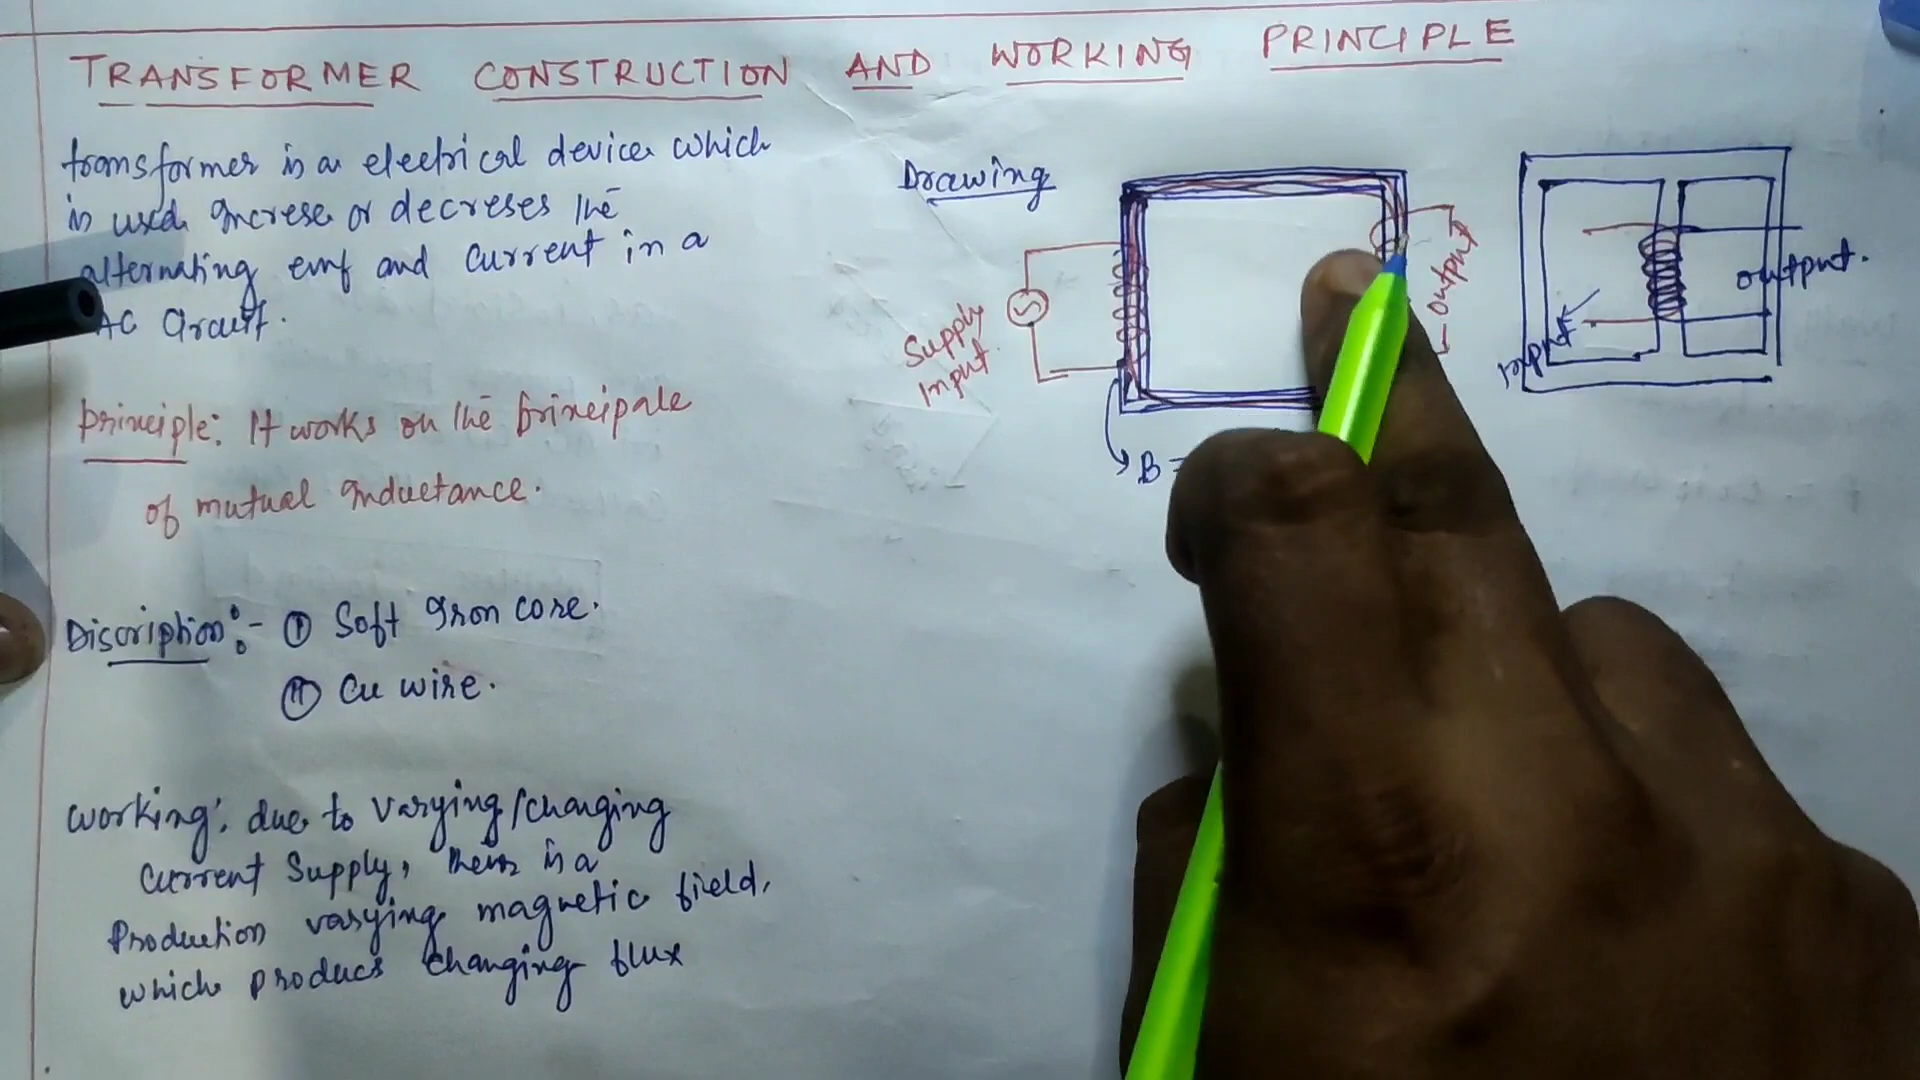 TRANSFORMER CONSTRUCTION AND WORKING PRINCIPLE
transformer is a electrical device which
is used increse or decreses the
alternating emf and current in a
AC Circuit.
principle: It works on the principale
of mutual inductance.
Discription:- (I) Soft iron core.
(II) Cu wire.
working: due to varying/changing
current supply, there is a
production varying magnetic field,
which produces changing flux
Drawing
Supply
Input
B =
Output
Input
output.